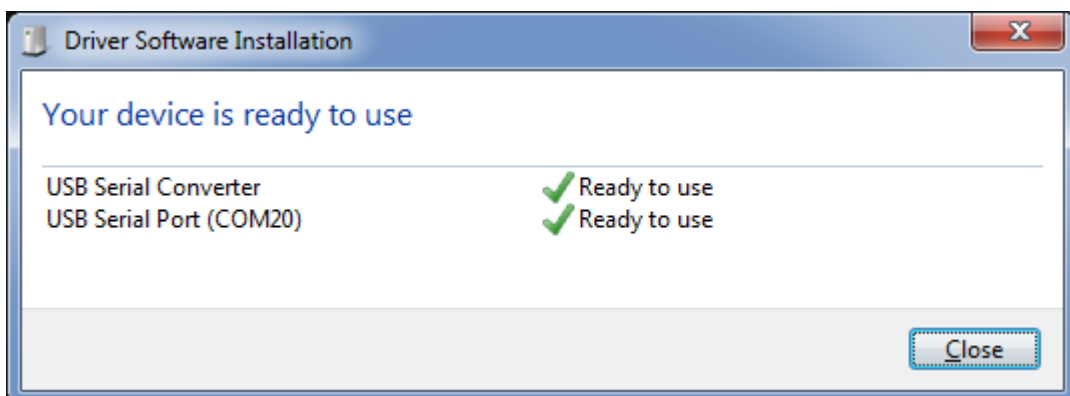 Driver Software Installation
Your device is ready to use
USB Serial Converter Ready to use
USB Serial Port (COM20) Ready to use
Close